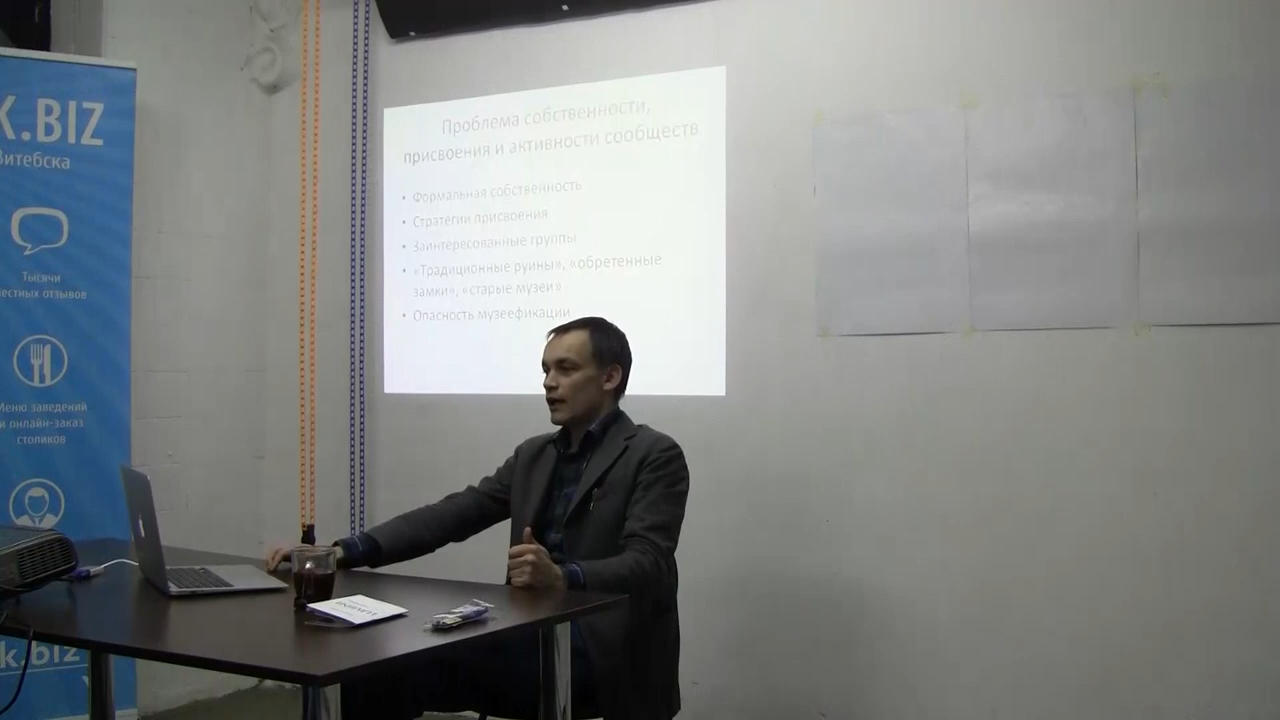 K.BIZ
Витебска
Тысячи
честных отзывов
Меню заведений
и онлайн-заказ
столиков
k.biz
Проблема собственности,
присвоения и активности сообществ
• Формальная собственность
• Стратегии присвоения
• Заинтересованные группы
• «Традиционные руины», «обретенные
замки», «старые музеи»
• Опасность музеефикации